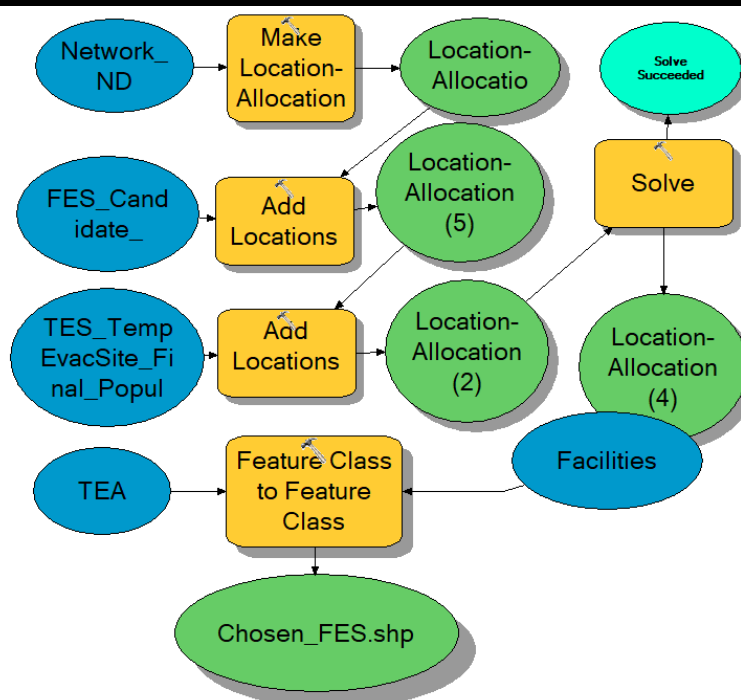 Network_
ND
Make
Location-
Allocation
Location-
Allocatio
Solve
Succeeded
FES_Cand
idate_
Add
Locations
Location-
Allocation
(5)
Solve
TES_Temp
EvacSite_Fi
nal_Popul
Add
Locations
Location-
Allocation
(2)
Location-
Allocation
(4)
TEA
Feature Class
to Feature
Class
Facilities
Chosen_FES.shp